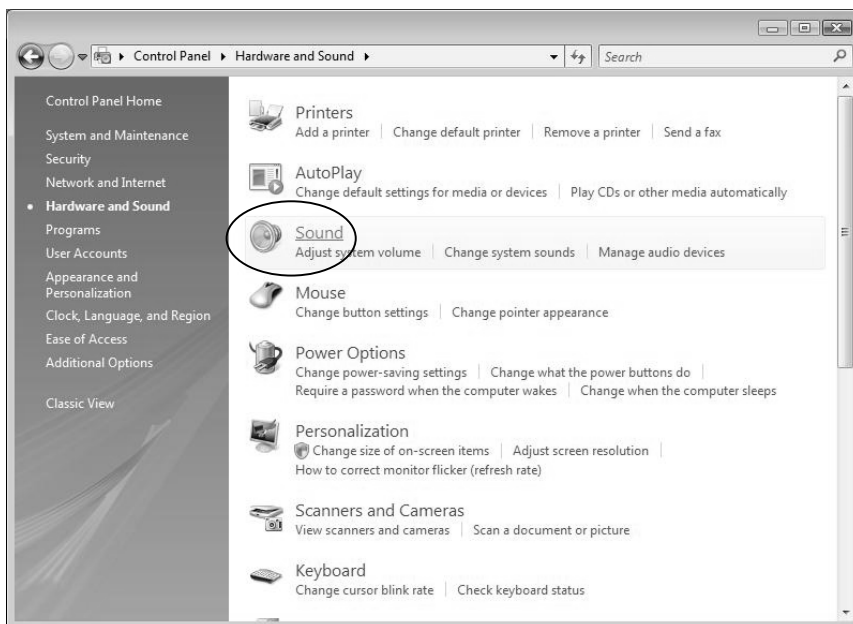 Control Panel Hardware and Sound Search
Control Panel Home
System and Maintenance
Security
Network and Internet
Hardware and Sound
Programs
User Accounts
Appearance and
Personalization
Clock, Language, and Region
Ease of Access
Additional Options
Classic View
Printers
Add a printer Change default printer Remove a printer Send a fax
AutoPlay
Change default settings for media or devices Play CDs or other media automatically
Sound
Adjust system volume Change system sounds Manage audio devices
Mouse
Change button settings Change pointer appearance
Power Options
Change power-saving settings Change what the power buttons do
Require a password when the computer wakes Change when the computer sleeps
Personalization
Change size of on-screen items Adjust screen resolution
How to correct monitor flicker (refresh rate)
Scanners and Cameras
View scanners and cameras Scan a document or picture
Keyboard
Change cursor blink rate Check keyboard status